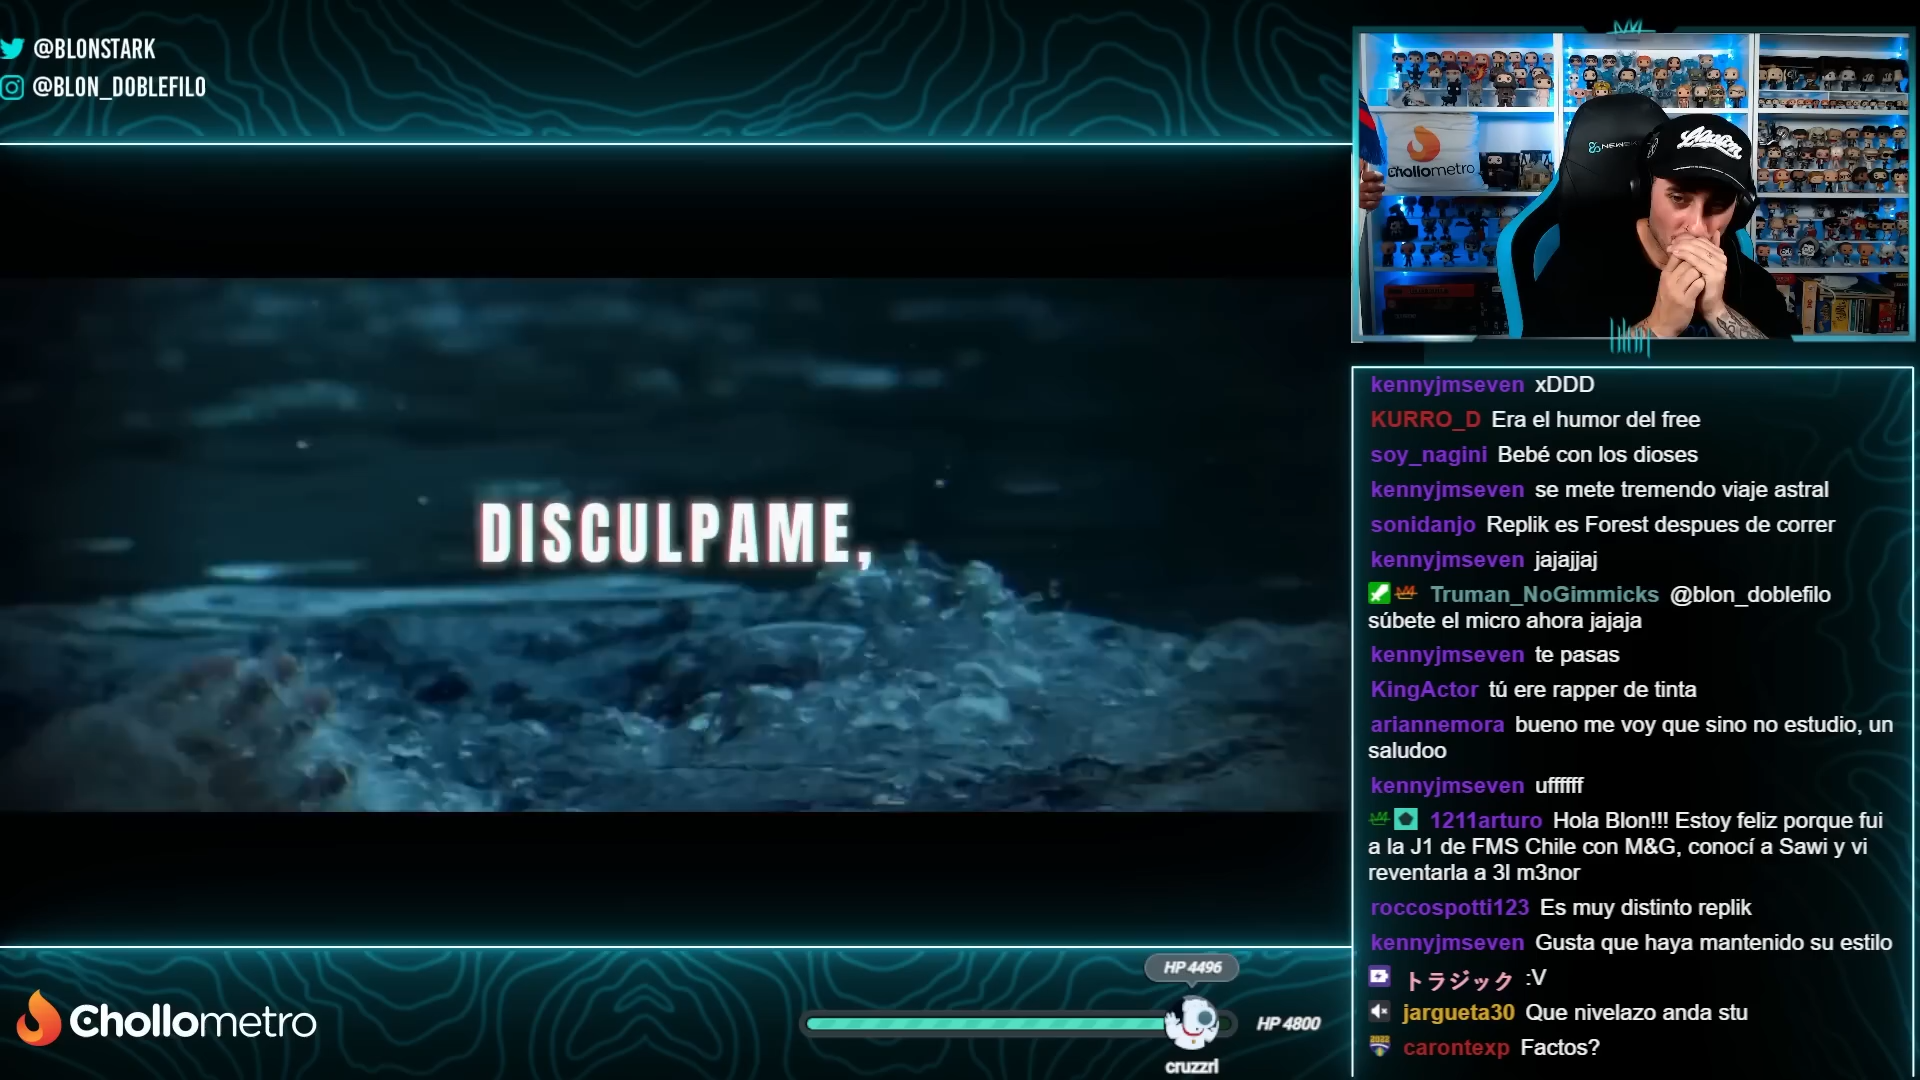 @BLONSTARK
@BLON_DOBLEFILO
Chollometro
DISCULPAME,
kennyjmseven xDDD
KURRO_D Era el humor del free
soy_nagini Bebé con los dioses
kennyjmseven se mete tremendo viaje astral
sonidanjo Replik es Forest despues de correr
kennyjmseven jajajjaj
Truman_NoGimmicks @blon_doblefilo
súbete el micro ahora jajaja
kennyjmseven te pasas
KingActor tú ere rapper de tinta
ariannemora bueno me voy que sino no estudio, un
saludoo
kennyjmseven uffffff
1211arturo Hola Blon!!! Estoy feliz porque fui
a la J1 de FMS Chile con M&G, conocí a Sawi y vi
reventarla a 3l m3nor
roccospotti123 Es muy distinto replik
kennyjmseven Gusta que haya mantenido su estilo
トラジック :V
jargueta30 Que nivelazo anda stu
carontexp Factos?
Chollometro
HP 4496
HP 4800
cruzzrl